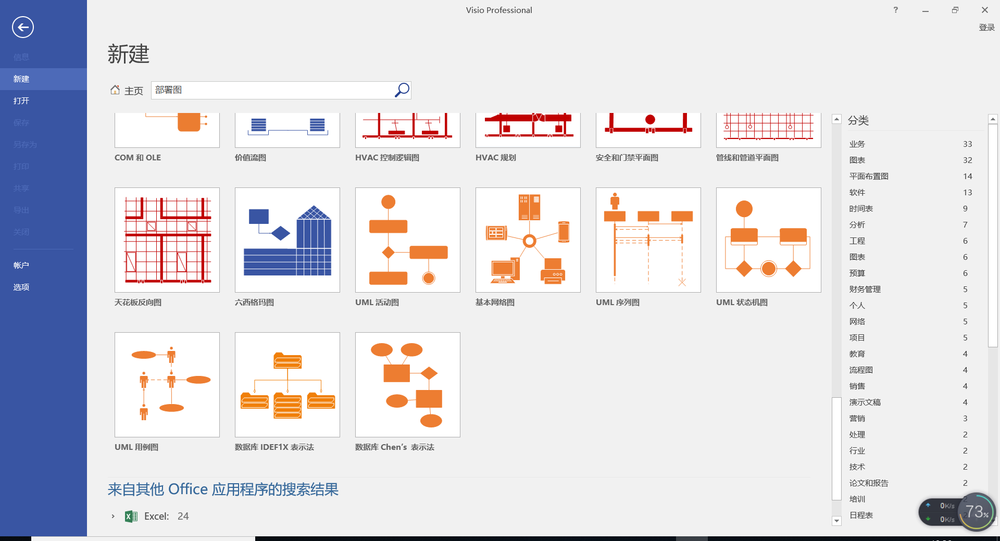 Visio Professional
?
登录
信息
新建
打开
保存
另存为
打印
共享
导出
关闭
帐户
选项
新建
主页
部署图
COM 和 OLE
价值流图
HVAC 控制逻辑图
HVAC 规划
安全和门禁平面图
管线和管道平面图
天花板反向图
六西格玛图
UML 活动图
基本网络图
UML 序列图
UML 状态机图
UML 用例图
数据库 IDEF1X 表示法
数据库 Chen’s 表示法
来自其他 Office 应用程序的搜索结果
Excel: 24
分类
业务 33
图表 32
平面布置图 14
软件 13
时间表 9
分析 7
工程 6
图表 6
预算 6
财务管理 5
个人 5
网络 5
项目 5
教育 4
流程图 4
销售 4
演示文稿 4
营销 3
处理 2
行业 2
技术 2
论文和报告 2
培训 2
日程表 2
0K/s
0K/s
73%